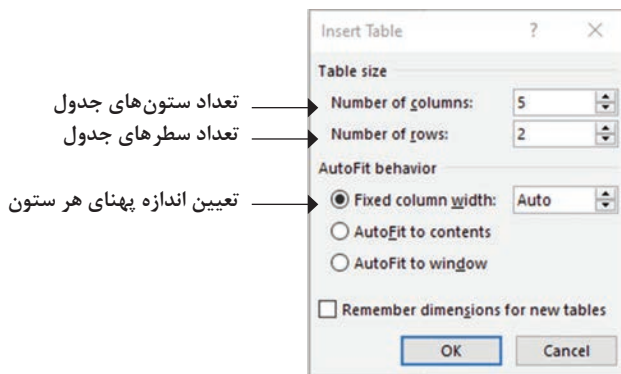 Insert Table ? ×
Table size
تعداد ستون‌های جدول Number of columns: 5
تعداد سطرهای جدول Number of rows: 2
AutoFit behavior
تعیین اندازه پهنای هر ستون Fixed column width: Auto
AutoFit to contents
AutoFit to window
Remember dimensions for new tables
OK Cancel